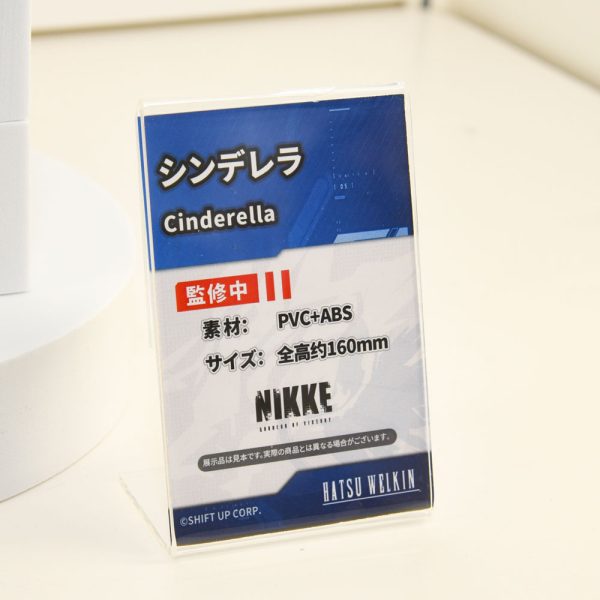 シンデレラ
Cinderella
監修中
素材: PVC+ABS
サイズ: 全高约160mm
NIKKE
GODDESS OF VICTORY
展示品は見本です。実際の商品とは異なる場合がございます。
HATSU WELKIN
©SHIFT UP CORP.